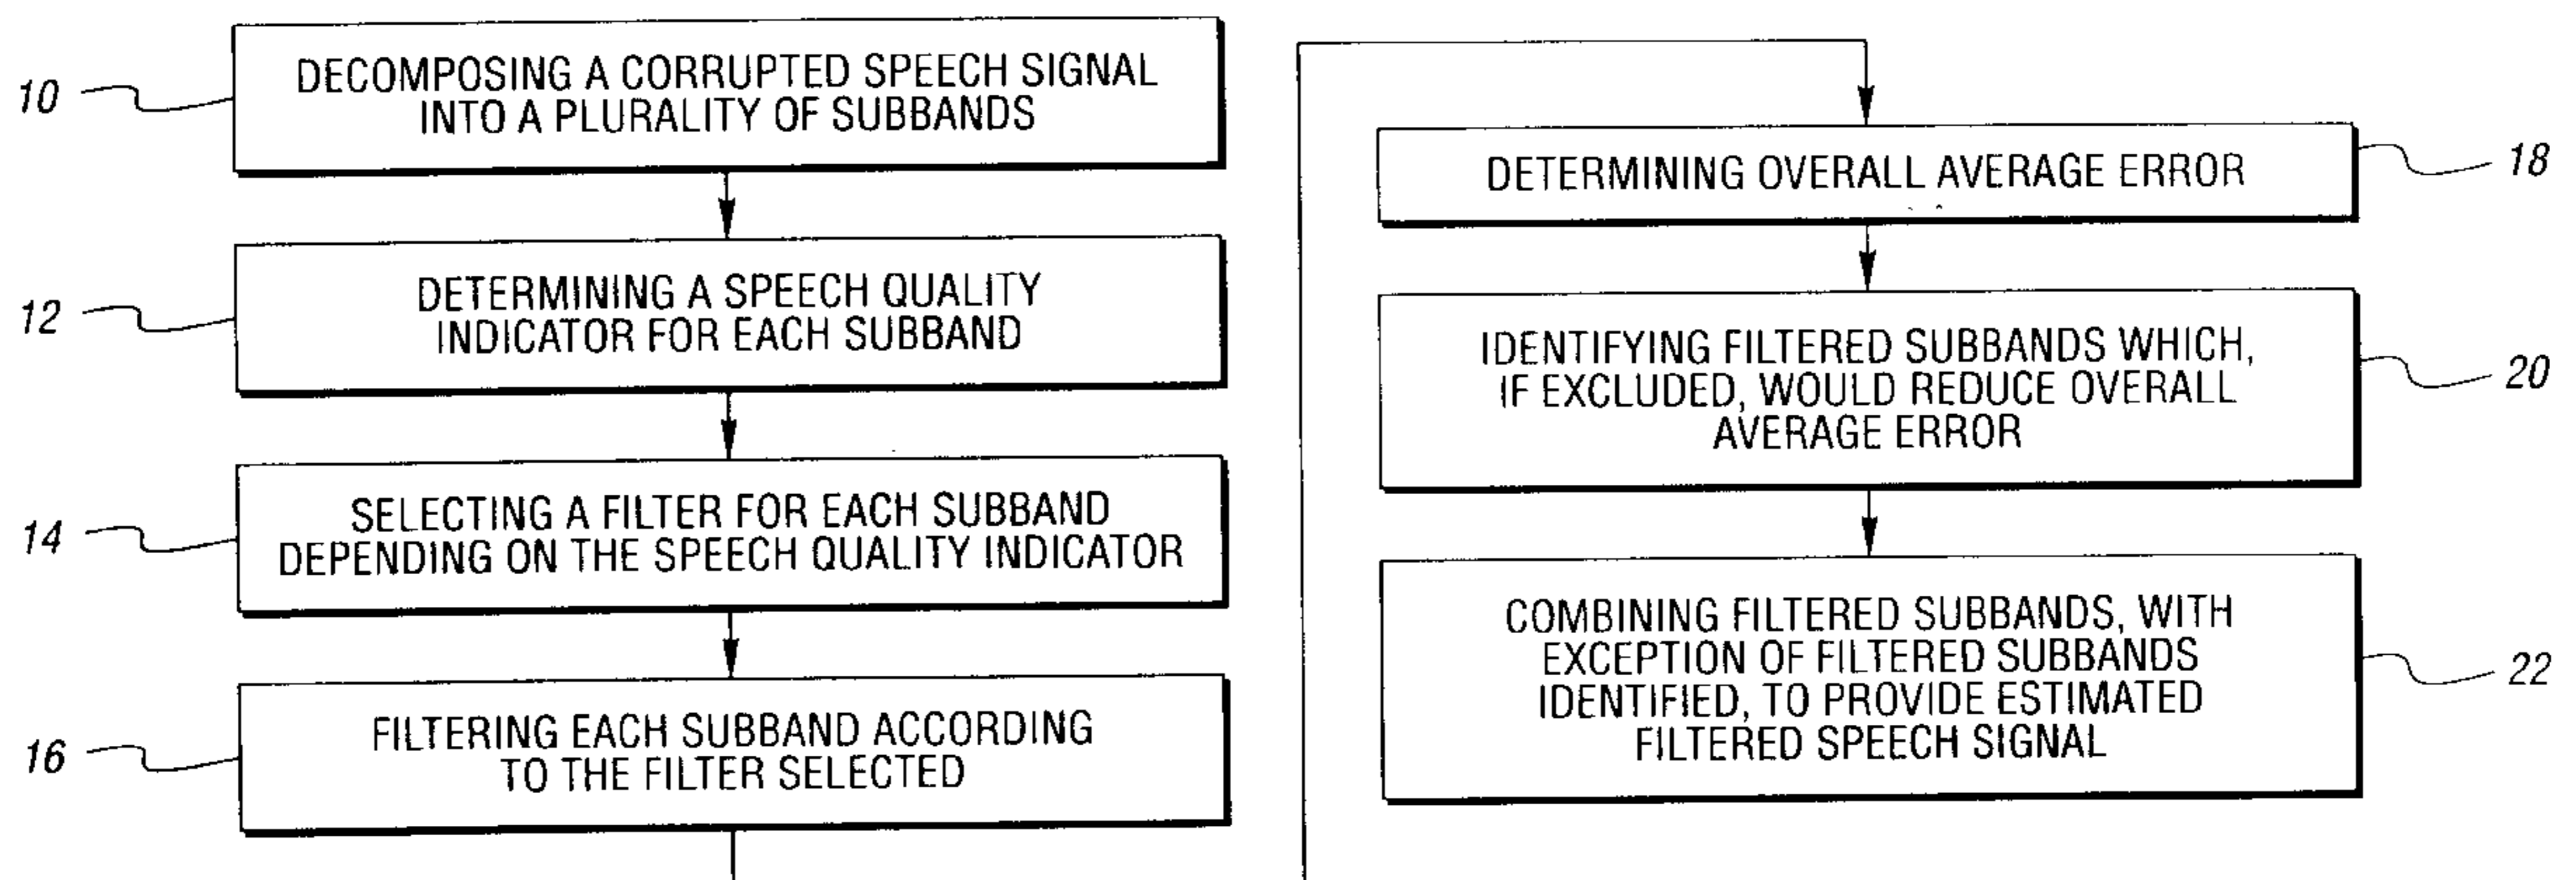 10
DECOMPOSING A CORRUPTED SPEECH SIGNAL
INTO A PLURALITY OF SUBBANDS
12
DETERMINING A SPEECH QUALITY
INDICATOR FOR EACH SUBBAND
14
SELECTING A FILTER FOR EACH SUBBAND
DEPENDING ON THE SPEECH QUALITY INDICATOR
16
FILTERING EACH SUBBAND ACCORDING
TO THE FILTER SELECTED
DETERMINING OVERALL AVERAGE ERROR
18
IDENTIFYING FILTERED SUBBANDS WHICH,
IF EXCLUDED, WOULD REDUCE OVERALL
AVERAGE ERROR
20
COMBINING FILTERED SUBBANDS, WITH
EXCEPTION OF FILTERED SUBBANDS
IDENTIFIED, TO PROVIDE ESTIMATED
FILTERED SPEECH SIGNAL
22